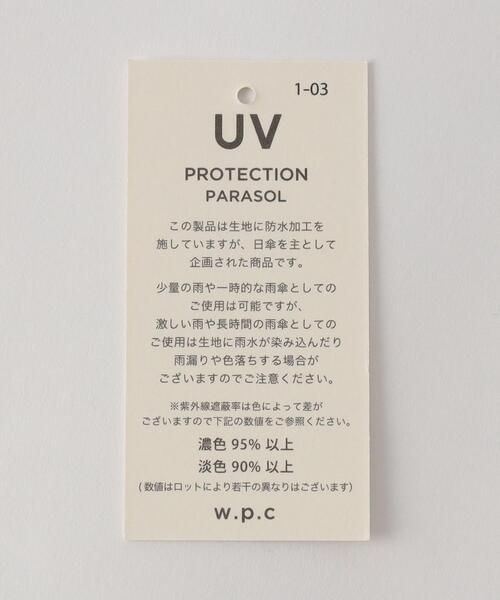 1-03
UV
PROTECTION
PARASOL
この製品は生地に防水加工を
施していますが、日傘を主として
企画された商品です。
少量の雨や一時的な雨傘としての
ご使用は可能ですが、
激しい雨や長時間の雨傘としての
ご使用は生地に雨水が染み込んだり
雨漏りや色落ちする場合が
ございますのでご注意ください。
※紫外線遮蔽率は色によって差が
ございますので下記の数値をご参照ください。
濃色 95% 以上
淡色 90% 以上
(数値はロットにより若干の異なりはございます)
w.p.c